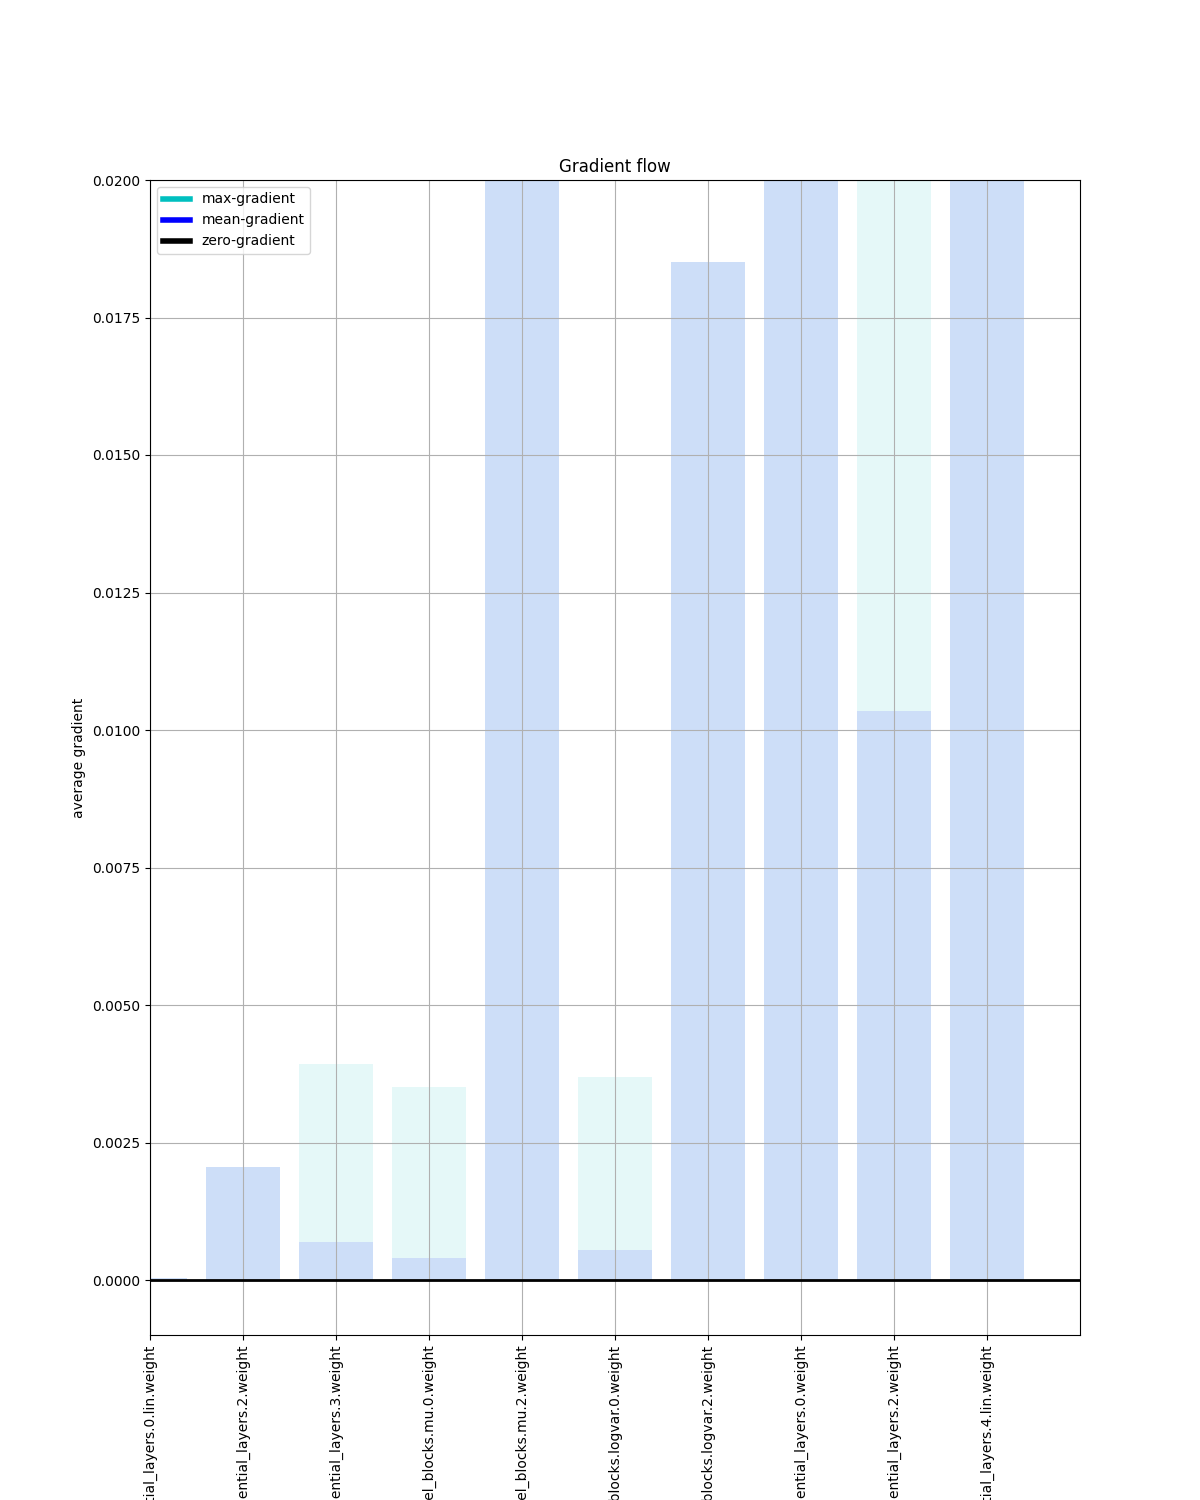 Gradient flow
max-gradient
mean-gradient
zero-gradient
0.0200
0.0175
0.0150
0.0125
0.0100
0.0075
0.0050
0.0025
0.0000
average gradient
tial_layers.0.lin.weight
ential_layers.2.weight
ential_layers.3.weight
el_blocks.mu.0.weight
el_blocks.mu.2.weight
blocks.logvar.0.weight
blocks.logvar.2.weight
ential_layers.0.weight
ential_layers.2.weight
tial_layers.4.lin.weight